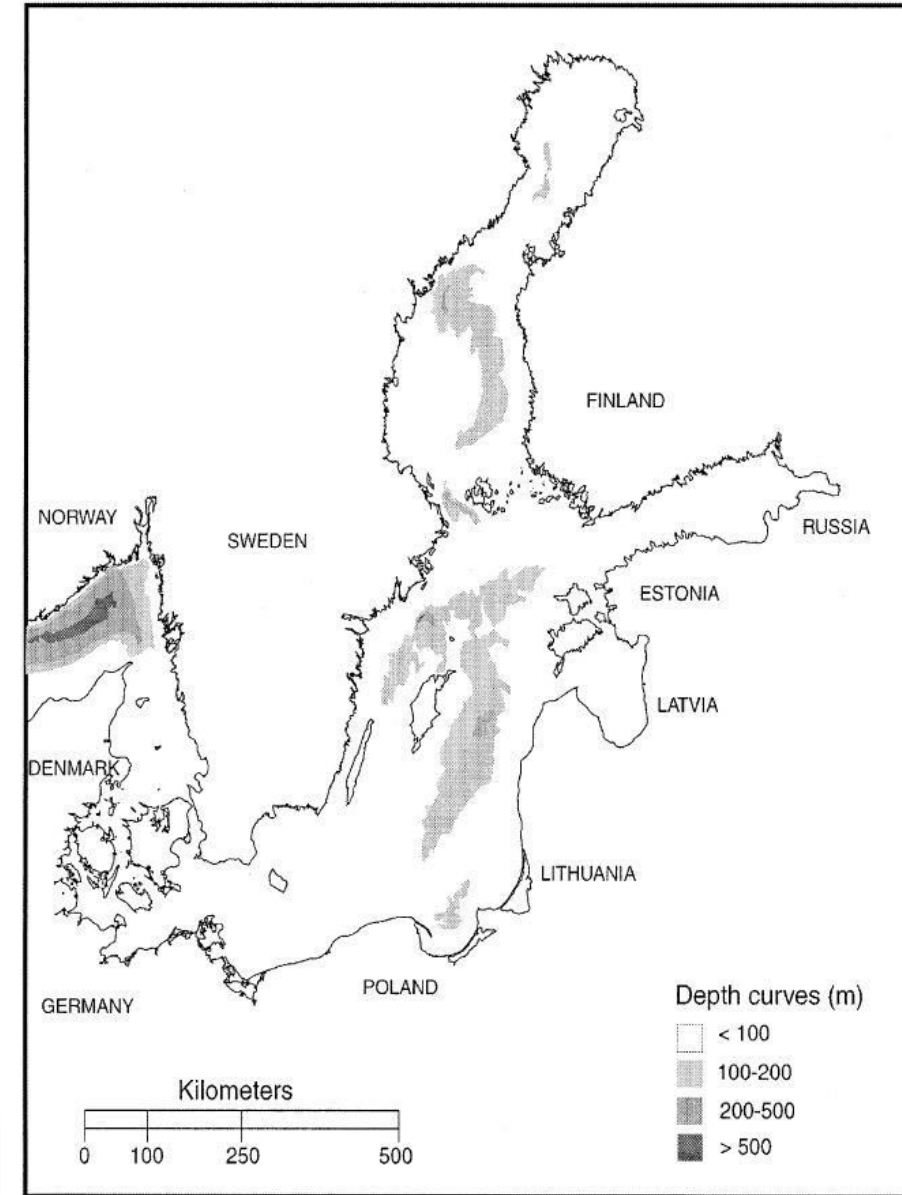 FINLAND
NORWAY
SWEDEN
RUSSIA
ESTONIA
LATVIA
DENMARK
LITHUANIA
POLAND
GERMANY
Depth curves (m)
< 100
100-200
200-500
> 500
Kilometers
0 100 250 500